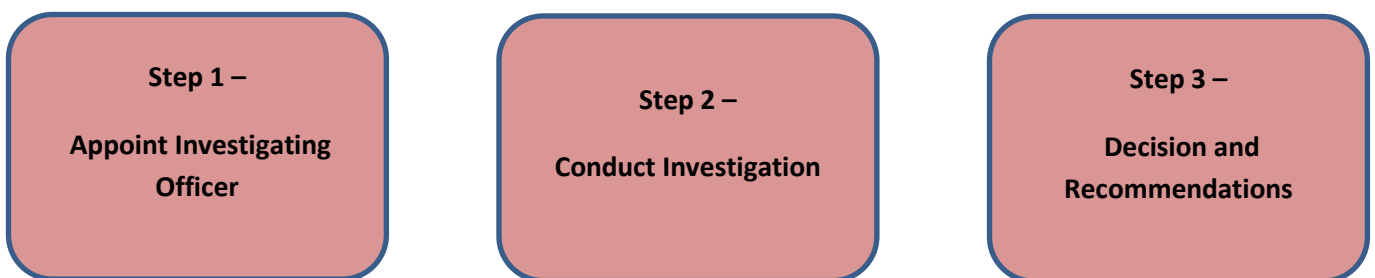 Step 1 –
Appoint Investigating
Officer
Step 2 –
Conduct Investigation
Step 3 –
Decision and
Recommendations